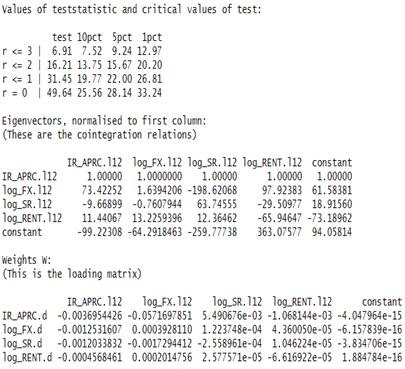 Values of teststatistic and critical values of test:
test 10pct 5pct 1pct
r <= 3 | 6.91 7.52 9.24 12.97
r <= 2 | 16.21 13.75 15.67 20.20
r <= 1 | 31.45 19.77 22.00 26.81
r = 0 | 49.64 25.56 28.14 33.24
Eigenvectors, normalised to first column:
(These are the cointegration relations)
IR_APRC.l12 log_FX.l12 log_SR.l12 log_RENT.l12 constant
IR_APRC.l12 1.00000 1.0000000 1.00000 1.00000 1.00000
log_FX.l12 73.42252 1.6394206 -198.62068 97.92383 61.58381
log_SR.l12 -9.66899 -0.7607944 63.74555 -29.50977 18.91560
log_RENT.l12 11.44067 13.2259396 12.36462 -65.94647 -73.18962
constant -99.22308 -64.2918463 -259.77738 363.07577 94.05814
Weights W:
(This is the loading matrix)
IR_APRC.l12 log_FX.l12 log_SR.l12 log_RENT.l12 constant
IR_APRC.d -0.0036954426 -0.0571697851 5.490676e-03 -1.068144e-03 -4.047964e-15
log_FX.d -0.0012531607 0.0003928110 1.223748e-04 4.360050e-05 -6.157839e-16
log_SR.d -0.0012033832 -0.0017294412 -2.558961e-04 1.046225e-05 -3.834706e-15
log_RENT.d -0.0004568461 0.0002014756 2.577571e-05 -6.616922e-05 1.884784e-16